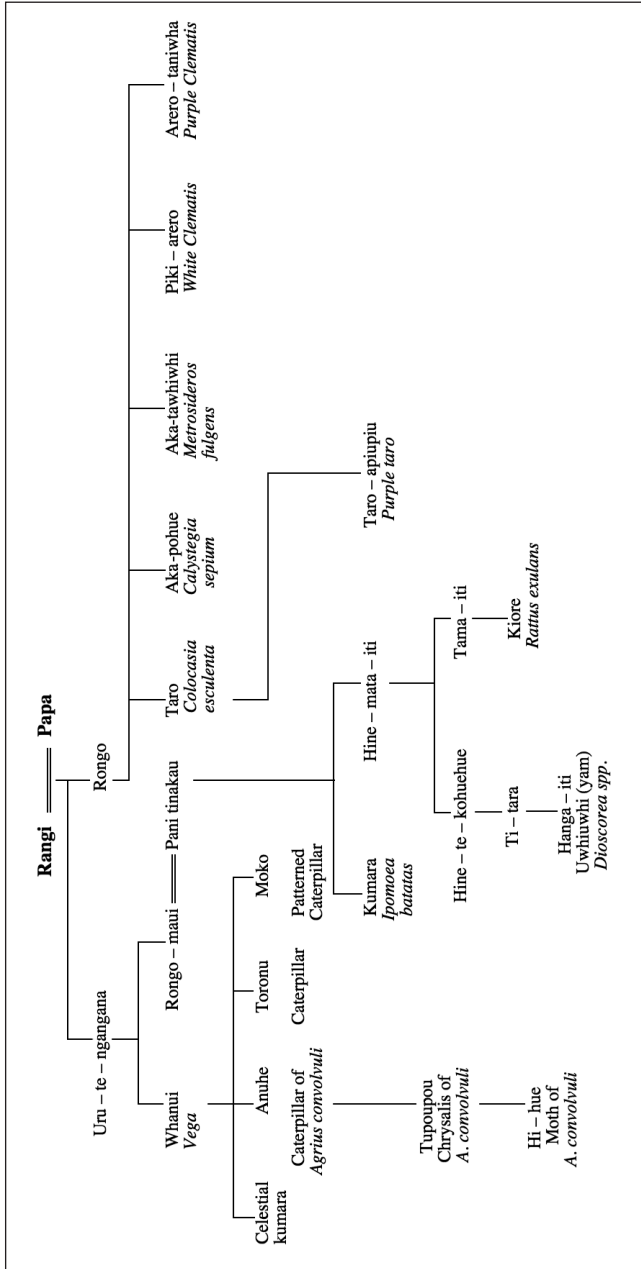 Rangi Papa
Uru – te – ngangana
Rongo
Whanui
Vega
Rongo – maui
Pani tinakau
Taro
Colocasia
esculenta
Aka-pohue
Calystegia
sepium
Aka-tawhiwhi
Metrosideros
fulgens
Piki – arero
White Clematis
Arero – taniwha
Purple Clematis
Celestial
kumara
Anuhe
Toronu
Moko
Caterpillar of
Agrius convolvuli
Caterpillar
Patterned
Caterpillar
Kumara
Ipomoea
batatas
Hine – mata – iti
Taro – apiupiu
Purple taro
Tupoupou
Chrysalis of
A. convolvuli
Hine – te – kohuehue
Tama – iti
Ti – tara
Kiore
Rattus exulans
Hi – hue
Moth of
A. convolvuli
Hanga – iti
Uwhiuwhi (yam)
Dioscorea spp.